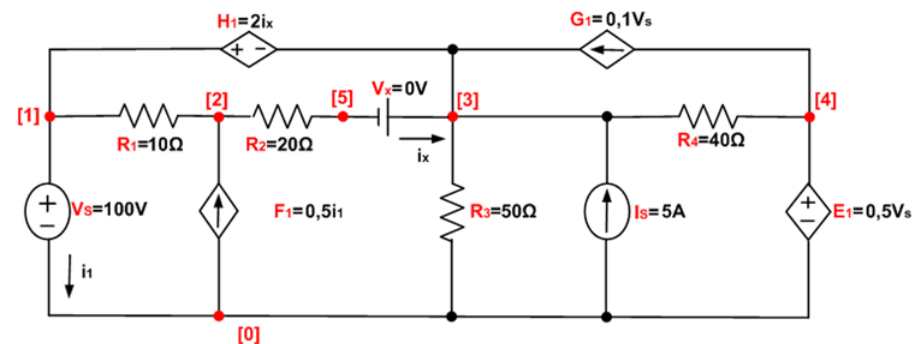 H1=2ix
G1=0,1Vs
+ -
Vx=0V
[1]
[2]
[5]
[3]
[4]
R1=10Ω
R2=20Ω
ix
R4=40Ω
+
-
Vs=100V
F1=0,5i1
R3=50Ω
Is=5A
+
-
E1=0,5Vs
i1
[0]